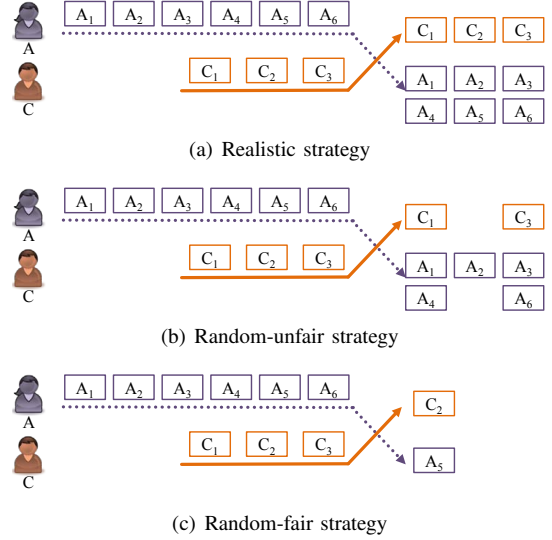 A₁ A₂ A₃ A₄ A₅ A₆
C₁ C₂ C₃
A
C₁ C₂ C₃
A₁ A₂ A₃
C
A₄ A₅ A₆
(a) Realistic strategy
A₁ A₂ A₃ A₄ A₅ A₆
C₁ C₃
A
C₁ C₂ C₃
A₁ A₂ A₃
C
A₄ A₆
(b) Random-unfair strategy
A₁ A₂ A₃ A₄ A₅ A₆
C₂
A
C₁ C₂ C₃
A₅
C
(c) Random-fair strategy